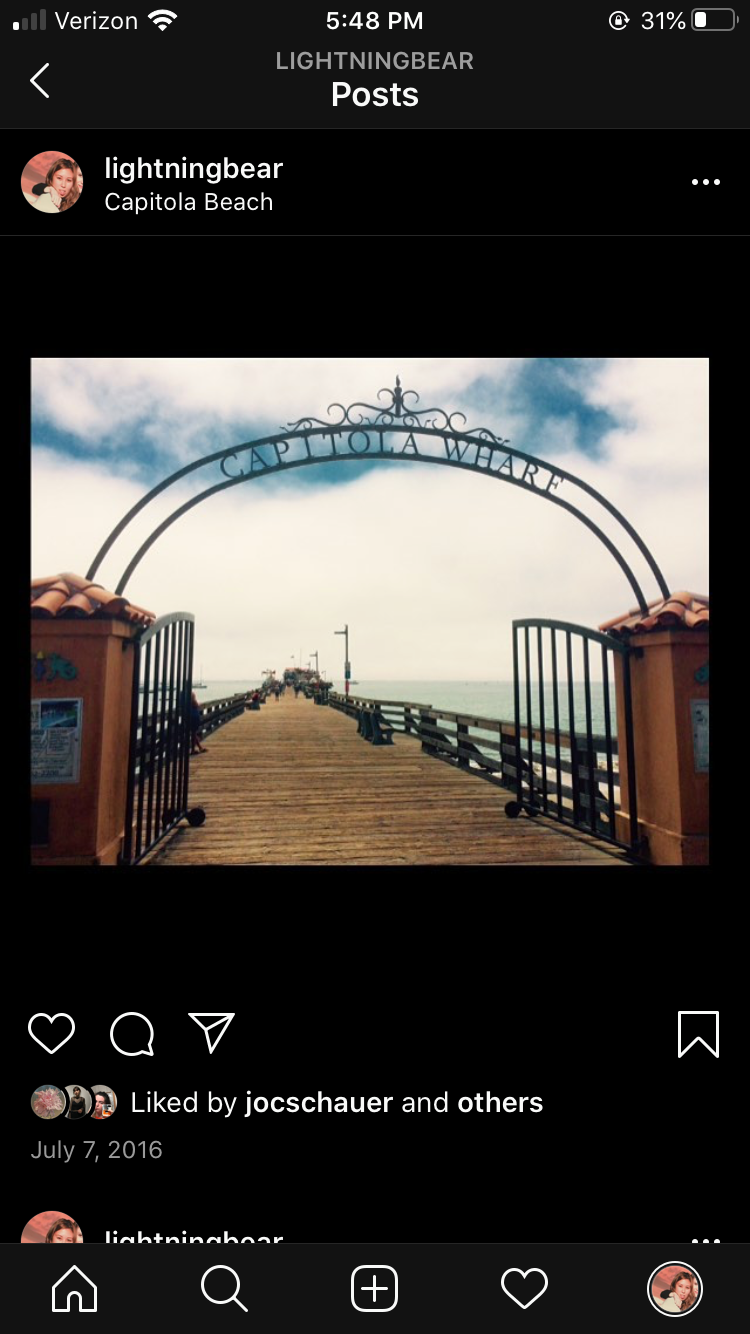 Verizon 5:48 PM 31%
LIGHTNINGBEAR
Posts
lightningbear
Capitola Beach
CAPITOLA WHARF
Liked by jocschauer and others
July 7, 2016
lightningbear